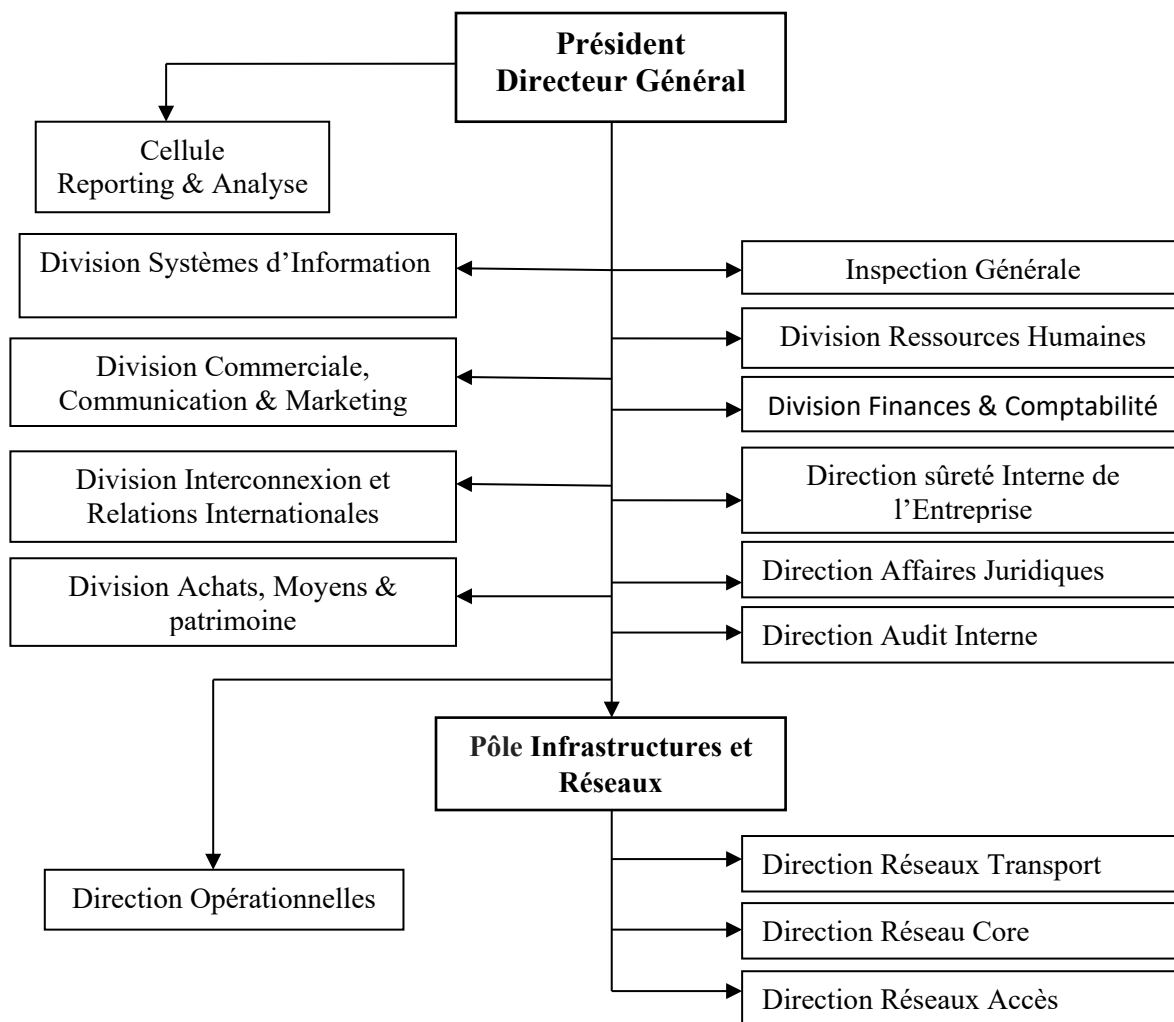 Président
Directeur Général
Cellule
Reporting & Analyse
Division Systèmes d’Information
Inspection Générale
Division Ressources Humaines
Division Commerciale,
Communication & Marketing
Division Finances & Comptabilité
Division Interconnexion et
Relations Internationales
Direction sûreté Interne de
l’Entreprise
Division Achats, Moyens &
patrimoine
Direction Affaires Juridiques
Direction Audit Interne
Pôle Infrastructures et
Réseaux
Direction Opérationnelles
Direction Réseaux Transport
Direction Réseau Core
Direction Réseaux Accès